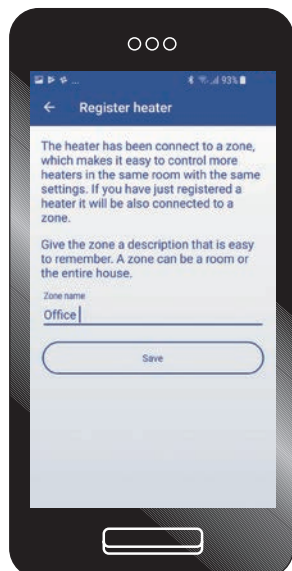 93%
Register heater
The heater has been connect to a zone,
which makes it easy to control more
heaters in the same room with the same
settings. If you have just registered a
heater it will be also connected to a
zone.
Give the zone a description that is easy
to remember. A zone can be a room or
the entire house.
Zone name
Office
Save